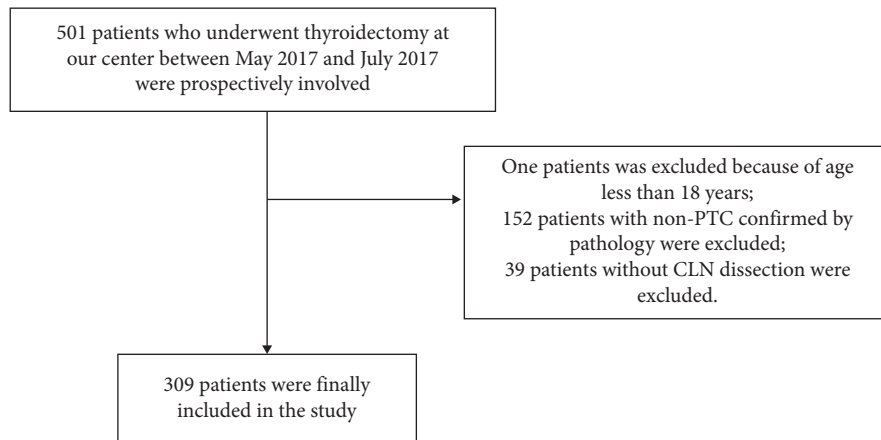 501 patients who underwent thyroidectomy at
our center between May 2017 and July 2017
were prospectively involved
One patients was excluded because of age
less than 18 years;
152 patients with non-PTC confirmed by
pathology were excluded;
39 patients without CLN dissection were
excluded.
309 patients were finally
included in the study